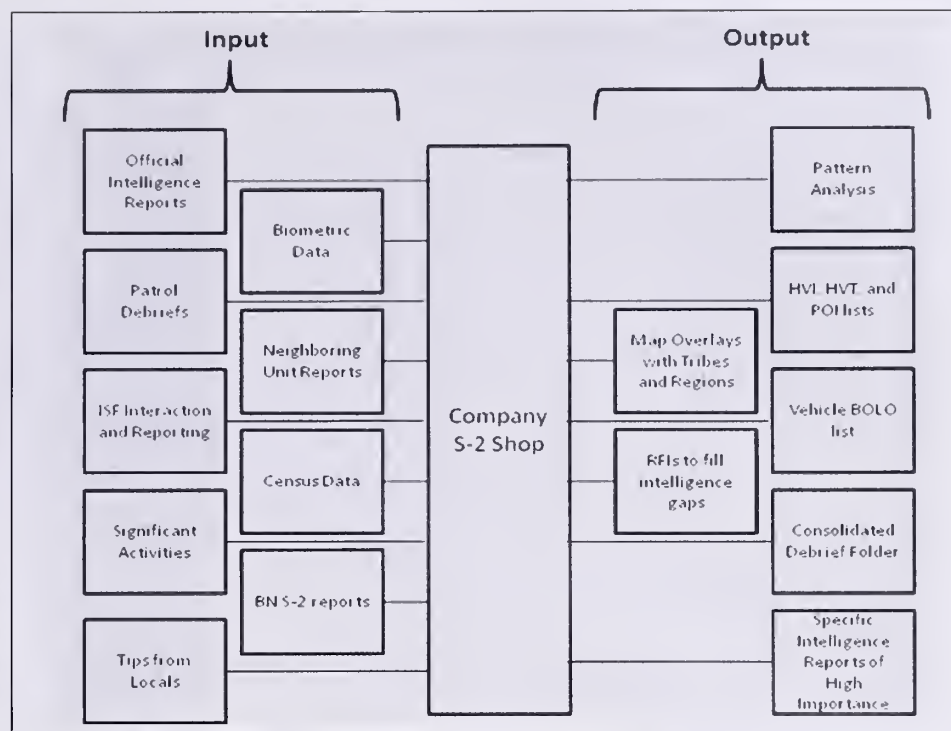 Input
Output
Official
Intelligence
Reports
Biometric
Data
Patrol
Debriefs
Neighboring
Unit Reports
ISF Interaction
and Reporting
Census Data
Significant
Activities
BN S-2 reports
Tips from
Locals
Company
S-2 Shop
Pattern
Analysis
HVI, HVT, and
POI lists
Map Overlays
with Tribes
and Regions
Vehicle BOLO
list
RFIs to fill
intelligence
gaps
Consolidated
Debrief Folder
Specific
Intelligence
Reports of
High
Importance